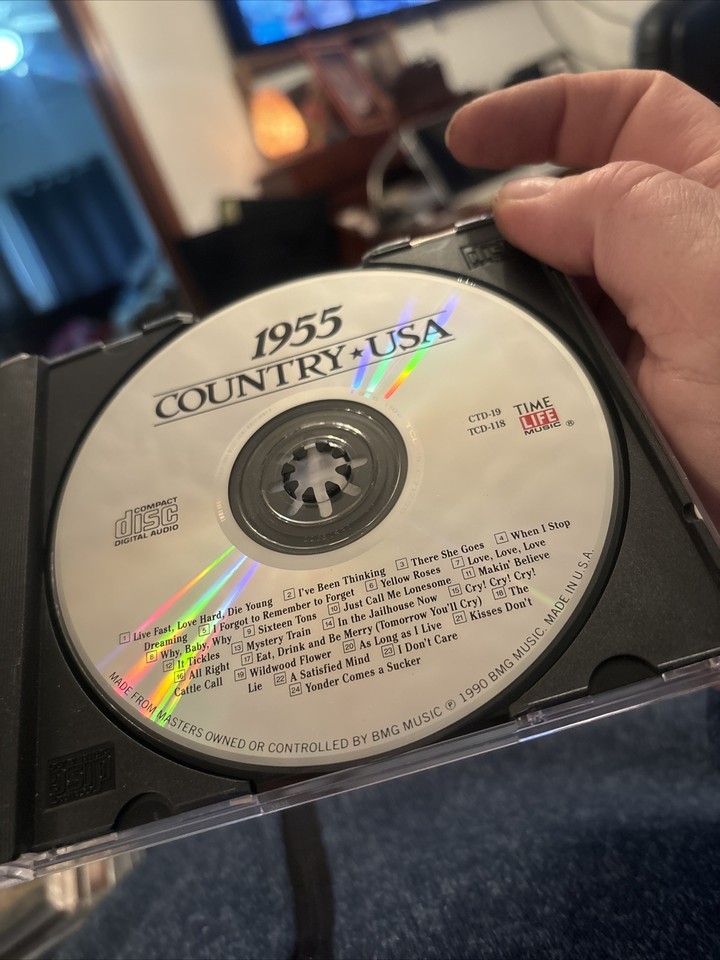 1955
COUNTRY★USA
CTD-19
TCD-118
TIME
LIFE
MUSIC ®
COMPACT
disc
DIGITAL AUDIO
1 Live Fast, Love Hard, Die Young 2 I've Been Thinking 3 There She Goes 4 When I Stop
Dreaming 5 I Forgot to Remember to Forget 6 Yellow Roses 7 Love, Love, Love
8 Why, Baby, Why 9 Sixteen Tons 10 Just Call Me Lonesome 11 Makin' Believe
12 It Tickles 13 Mystery Train 14 In the Jailhouse Now 15 Cry! Cry! Cry!
16 All Right 17 Eat, Drink and Be Merry (Tomorrow You'll Cry) 18 The
Cattle Call 19 Wildwood Flower 20 As Long as I Live 21 Kisses Don't
Lie 22 A Satisfied Mind 23 I Don't Care
24 Yonder Comes a Sucker
MADE FROM MASTERS OWNED OR CONTROLLED BY BMG MUSIC ℗ 1990 BMG MUSIC. MADE IN U.S.A.